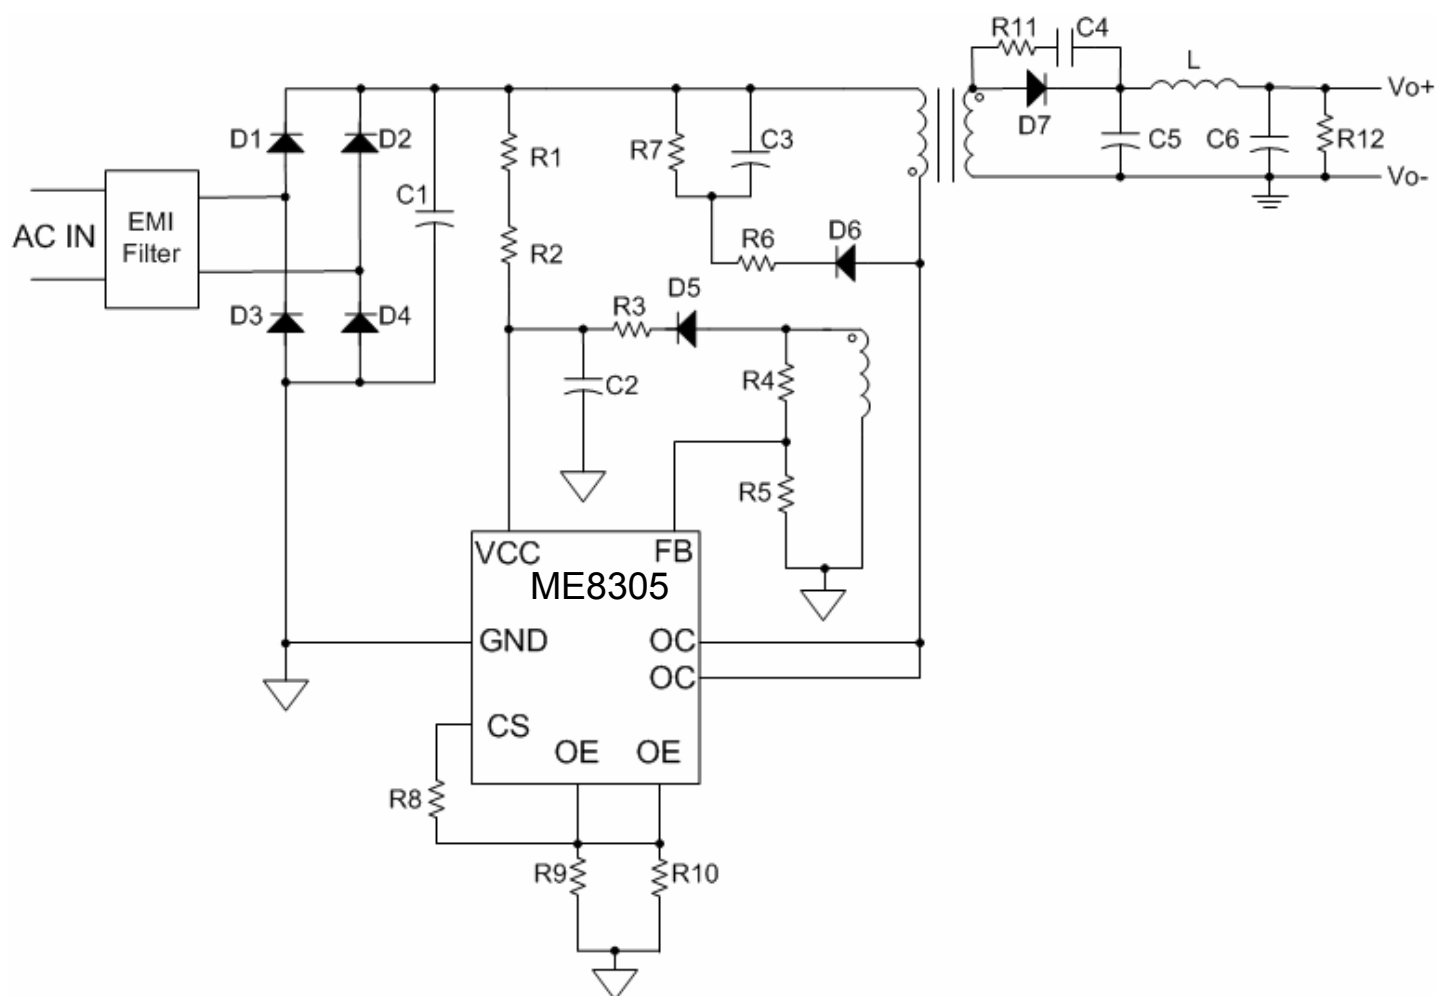 R11
C4
L
Vo+
D7
C5
C6
R12
Vo-
D1
D2
R1
R7
C3
C1
AC IN
EMI
Filter
R2
R6
D6
D3
D4
R3
D5
C2
R4
R5
VCC
FB
ME8305
GND
OC
OC
CS
OE
OE
R8
R9
R10